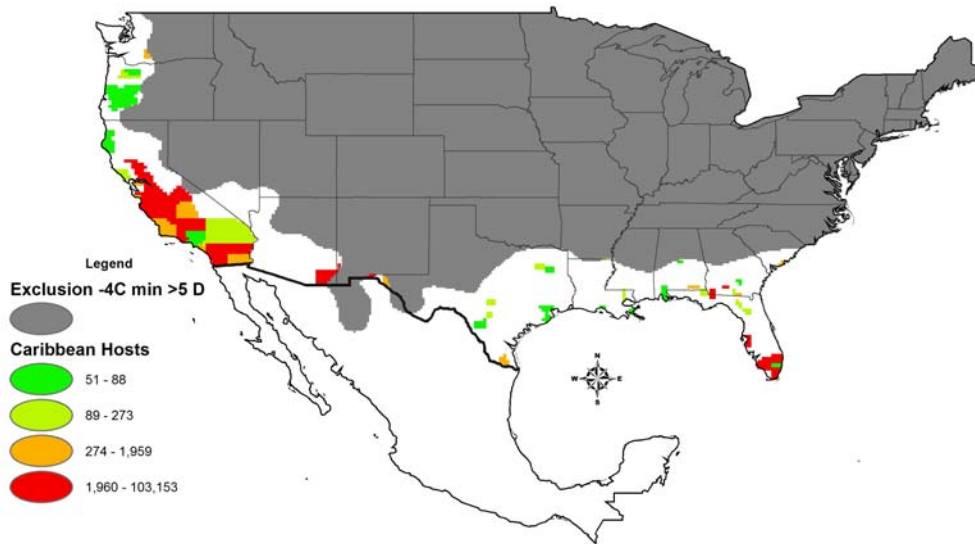 Legend
Exclusion -4C min >5 D
Caribbean Hosts
51 - 88
89 - 273
274 - 1,959
1,960 - 103,153
N
W E
S